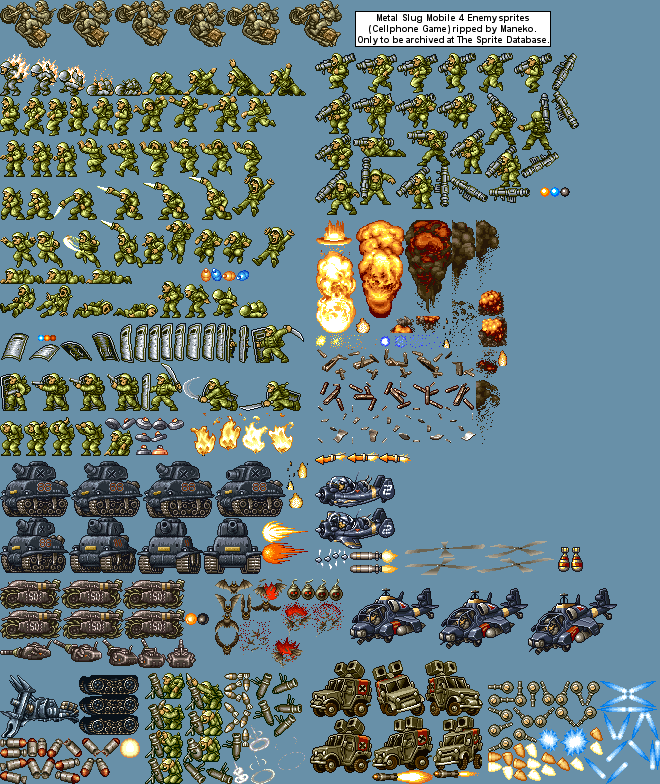 Metal Slug Mobile 4 Enemy sprites
(Cellphone Game) ripped by Maneko.
Only to be archived at The Sprite Database.